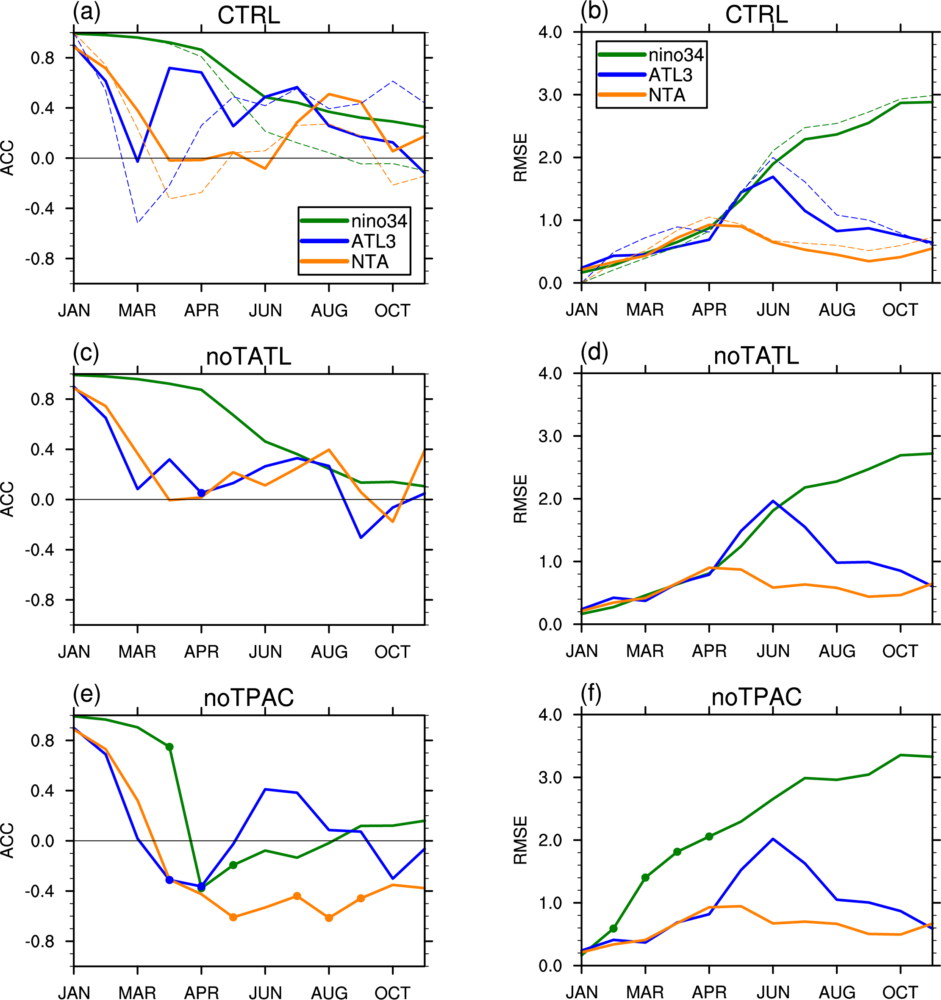 (a) CTRL
ACC
0.8
0.4
0.0
-0.4
-0.8
nino34
ATL3
NTA
JAN MAR APR JUN AUG OCT
(b) CTRL
RMSE
4.0
3.0
2.0
1.0
0.0
nino34
ATL3
NTA
JAN MAR APR JUN AUG OCT
(c) noTATL
ACC
0.8
0.4
0.0
-0.4
-0.8
JAN MAR APR JUN AUG OCT
(d) noTATL
RMSE
4.0
3.0
2.0
1.0
0.0
JAN MAR APR JUN AUG OCT
(e) noTPAC
ACC
0.8
0.4
0.0
-0.4
-0.8
JAN MAR APR JUN AUG OCT
(f) noTPAC
RMSE
4.0
3.0
2.0
1.0
0.0
JAN MAR APR JUN AUG OCT